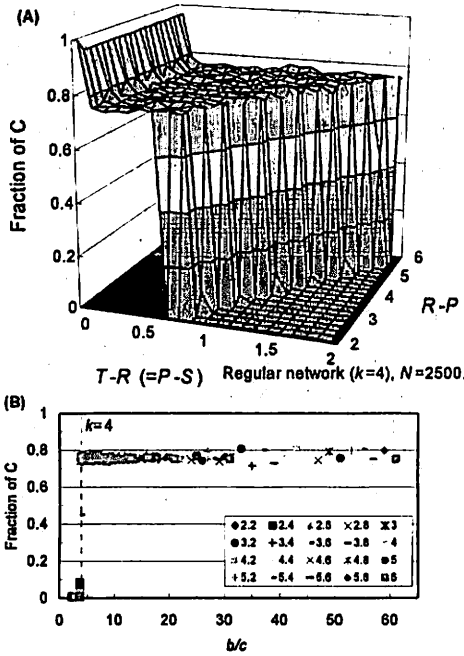 (A)
1
0.8
0.6
0.4
0.2
0
Fraction of C
0
0.5
1
1.5
2
2
3
4
5
6
R-P
T-R (=P-S) Regular network (k=4), N=2500.
(B)
1
0.8
0.6
0.4
0.2
0
Fraction of C
k=4
2.2 2.4 2.6 2.8 3
3.2 3.4 3.6 3.8 4
4.2 4.4 4.6 4.8 5
5.2 5.4 5.6 5.8 6
0 10 20 30 40 50 60
b/c